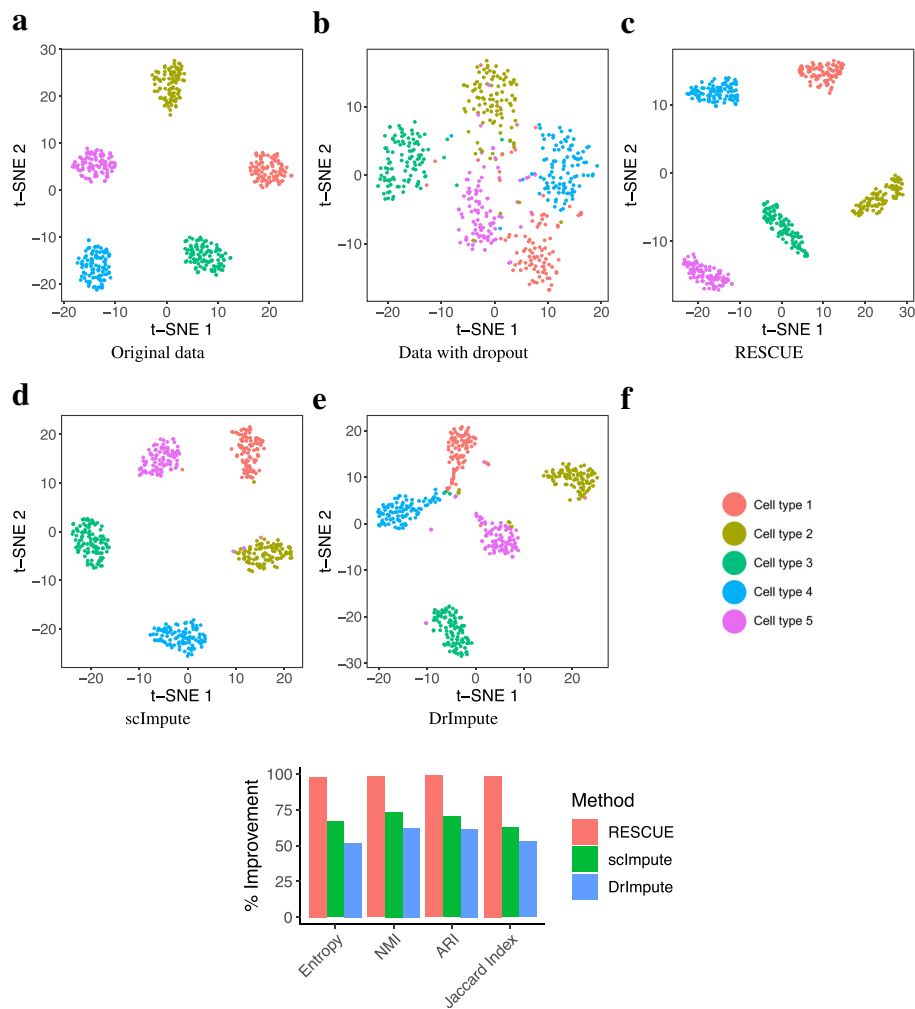 a
b
c
30
20
10
0
−10
−20
t−SNE 2
−20 −10 0 10 20
t−SNE 1
Original data
10
0
−10
t−SNE 2
−20 −10 0 10 20
t−SNE 1
Data with dropout
10
0
−10
t−SNE 2
−20 −10 0 10 20 30
t−SNE 1
RESCUE
d
e
f
20
10
0
−10
−20
t−SNE 2
−20 −10 0 10 20
t−SNE 1
scImpute
20
10
0
−10
−20
−30
t−SNE 2
−20 −10 0 10 20
t−SNE 1
DrImpute
Cell type 1
Cell type 2
Cell type 3
Cell type 4
Cell type 5
100
75
50
25
0
% Improvement
Entropy
NMI
ARI
Jaccard Index
Method
RESCUE
scImpute
DrImpute